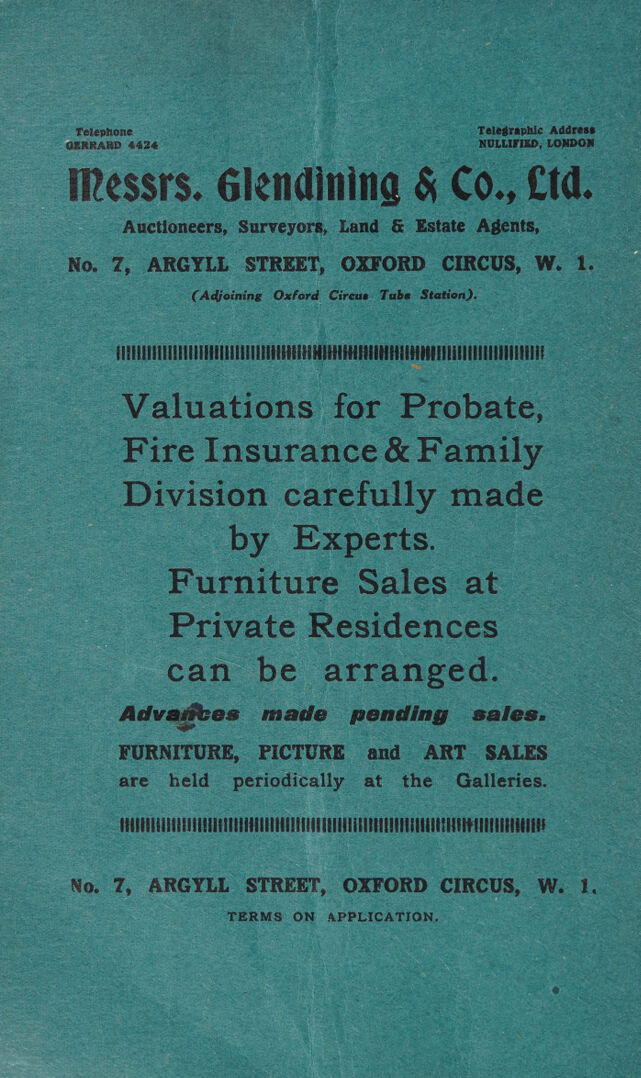 Telephone
GERRARD 4424
Telegraphic Address
NULLIFIED, LONDON
Messrs. Glendining & Co., Ltd.
Auctioneers, Surveyors, Land & Estate Agents,
No. 7, ARGYLL STREET, OXFORD CIRCUS, W. 1.
(Adjoining Oxford Circus Tube Station).
Valuations for Probate,
Fire Insurance & Family
Division carefully made
by Experts.
Furniture Sales at
Private Residences
can be arranged.
Advances made pending sales.
FURNITURE, PICTURE and ART SALES
are held periodically at the Galleries.
No. 7, ARGYLL STREET, OXFORD CIRCUS, W. 1.
TERMS ON APPLICATION.